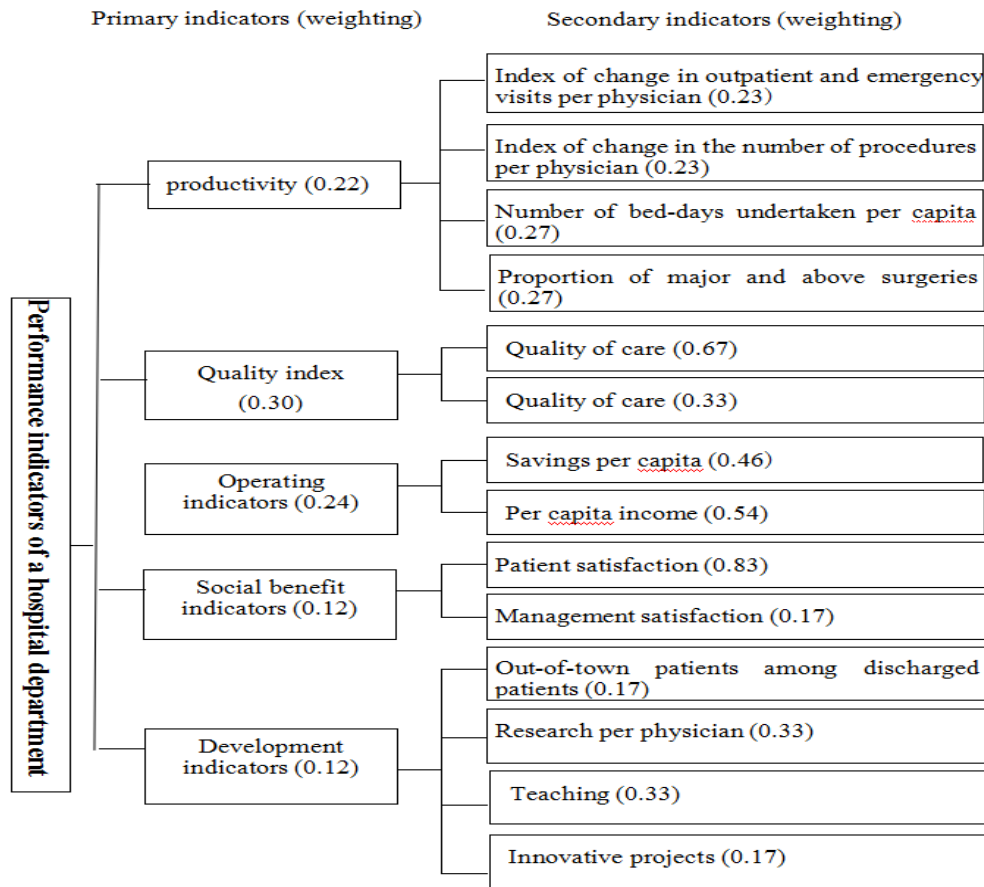 Primary indicators (weighting)
Secondary indicators (weighting)
Performance indicators of a hospital department
productivity (0.22)
Index of change in outpatient and emergency
visits per physician (0.23)
Index of change in the number of procedures
per physician (0.23)
Number of bed-days undertaken per capita
(0.27)
Proportion of major and above surgeries
(0.27)
Quality index
(0.30)
Quality of care (0.67)
Quality of care (0.33)
Operating
indicators (0.24)
Savings per capita (0.46)
Per capita income (0.54)
Social benefit
indicators (0.12)
Patient satisfaction (0.83)
Management satisfaction (0.17)
Development
indicators (0.12)
Out-of-town patients among discharged
patients (0.17)
Research per physician (0.33)
Teaching (0.33)
Innovative projects (0.17)